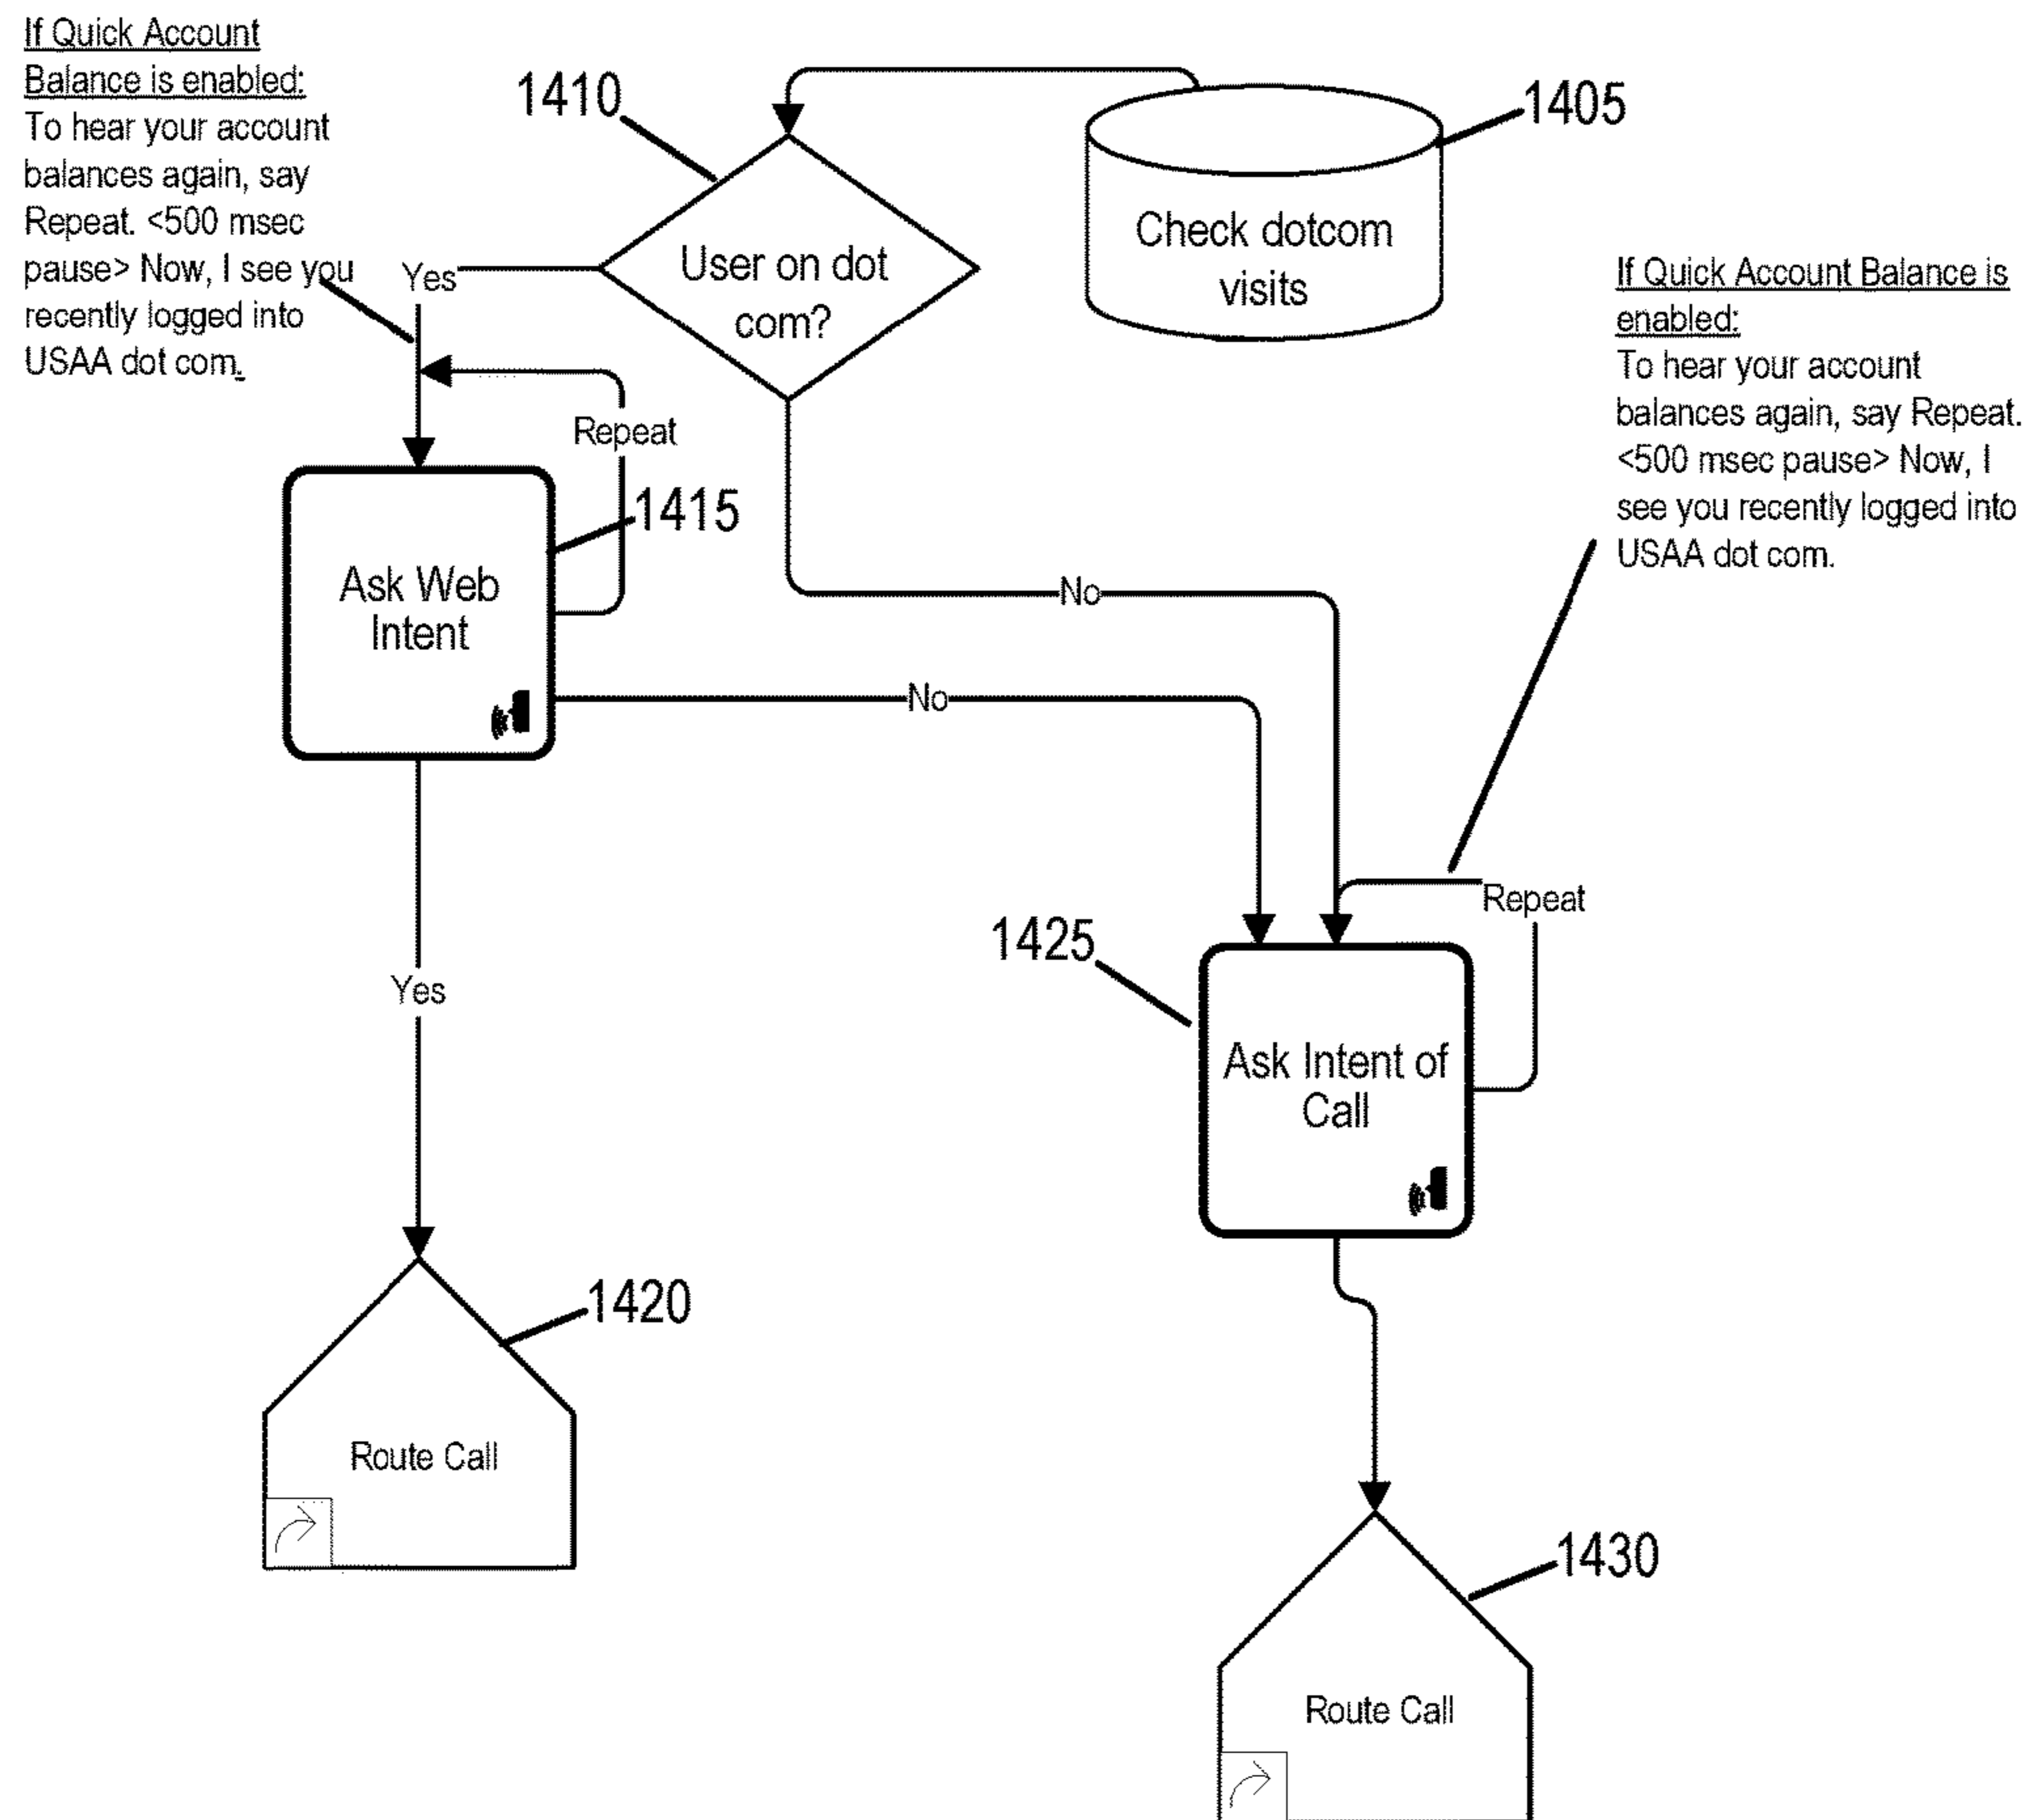 If Quick Account
Balance is enabled:
To hear your account
balances again, say
Repeat. <500 msec
pause> Now, I see you
recently logged into
USAA dot com.
1410
1405
Check dotcom
visits
User on dot
com?
Yes
If Quick Account Balance is
enabled:
To hear your account
balances again, say Repeat.
<500 msec pause> Now, I
see you recently logged into
USAA dot com.
Repeat
1415
Ask Web
Intent
No
No
Repeat
1425
Ask Intent of
Call
Yes
1420
Route Call
1430
Route Call